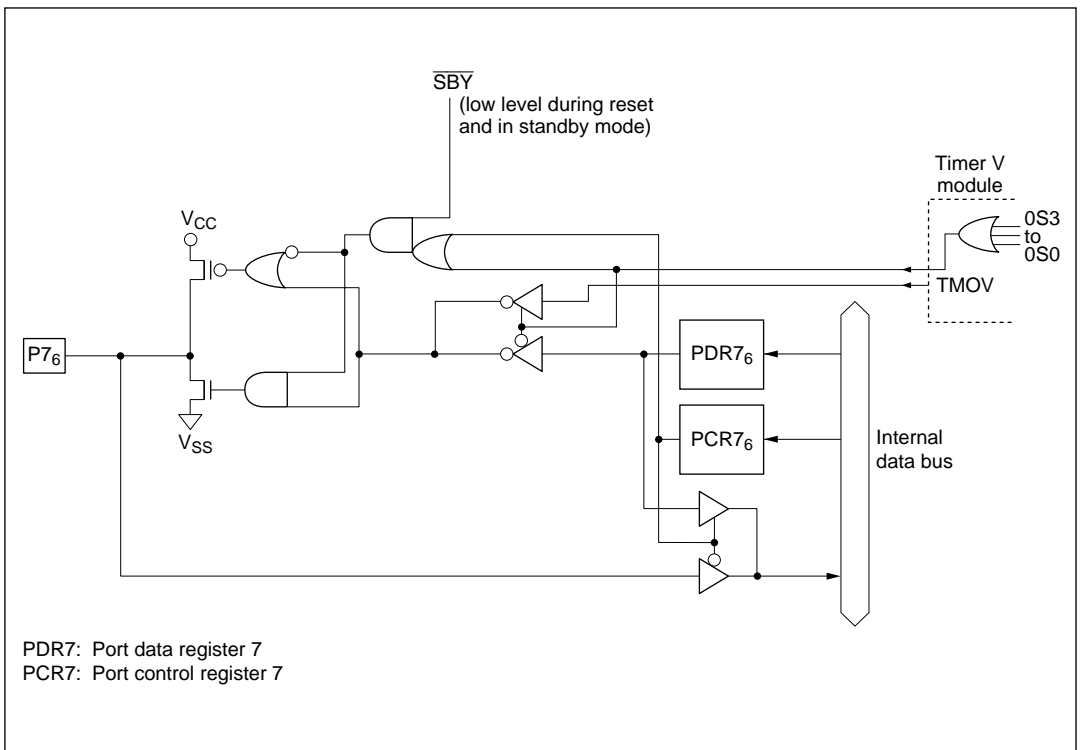 SBY
(low level during reset
and in standby mode)
Timer V
module
0S3
to
0S0
TMOV
VCC
P76
VSS
PDR76
PCR76
Internal
data bus
PDR7: Port data register 7
PCR7: Port control register 7